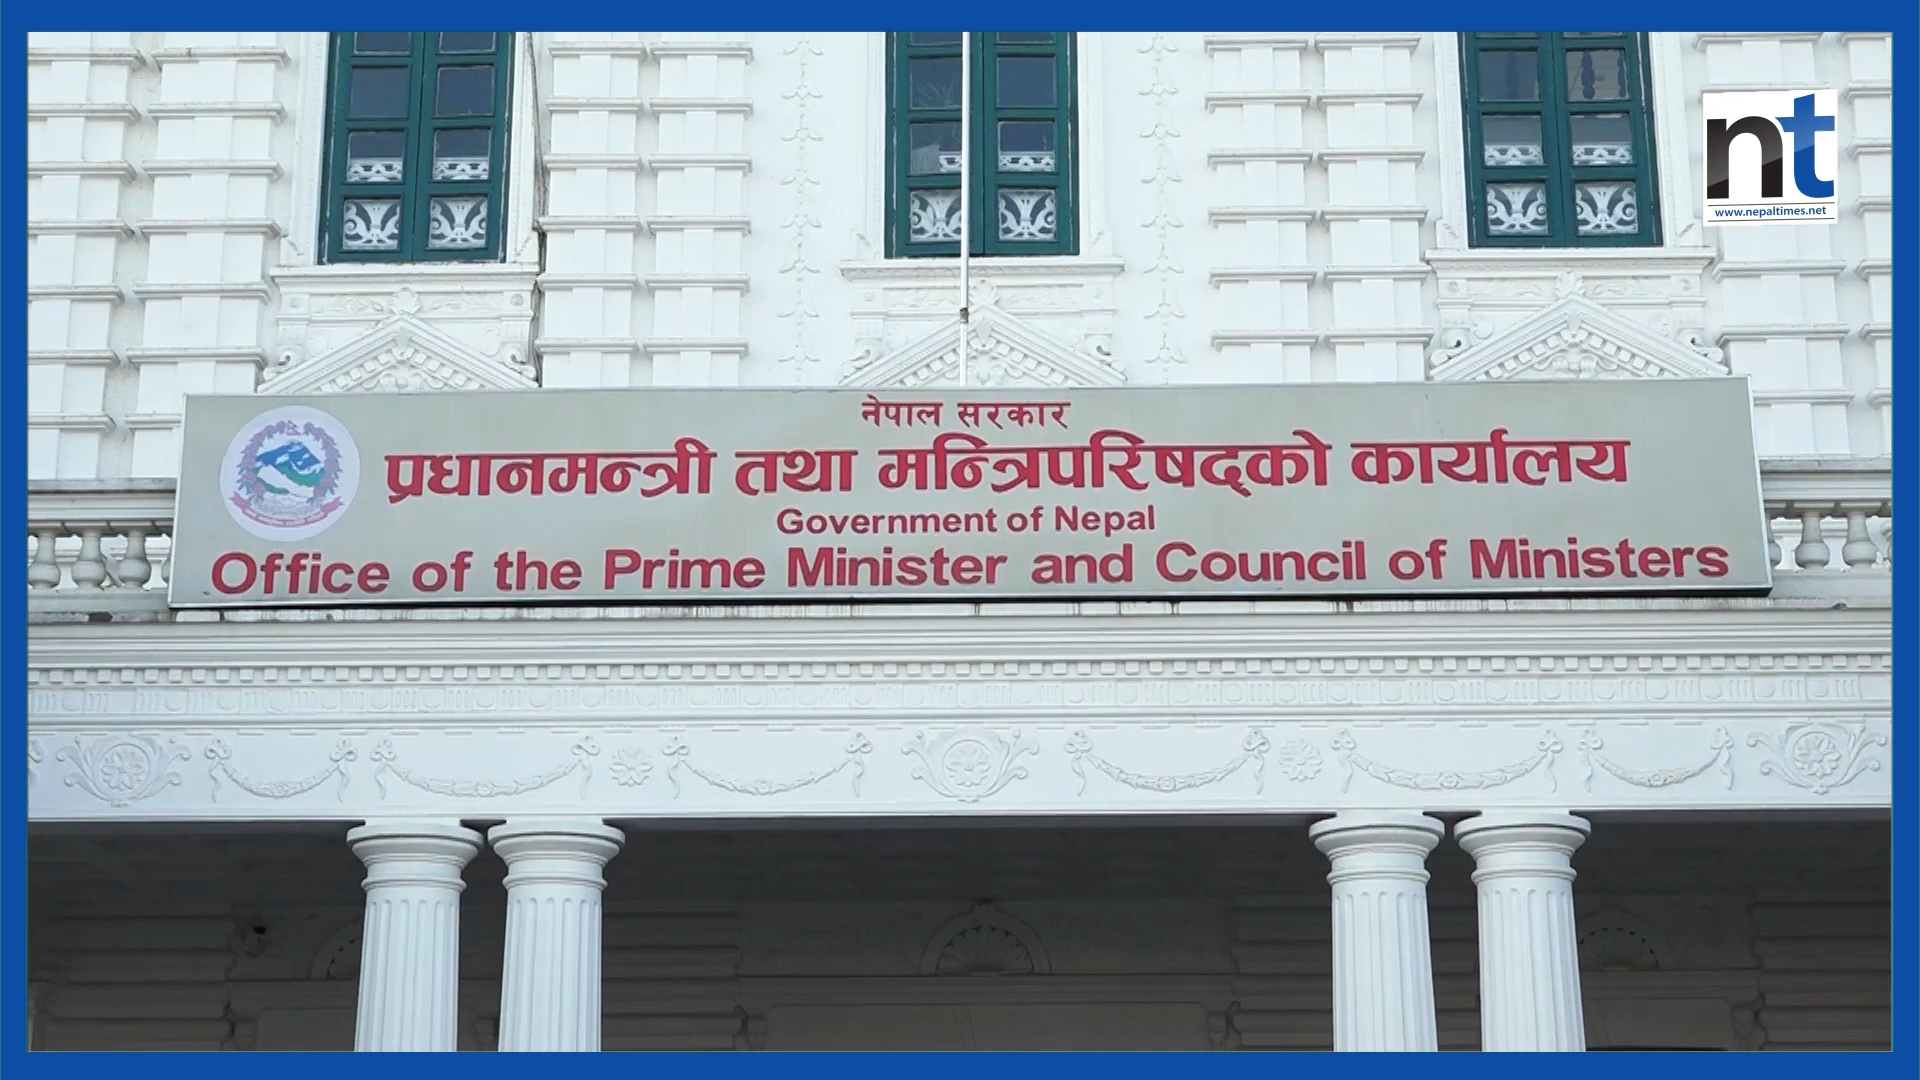 नेपाल सरकार
प्रधानमन्त्री तथा मन्त्रिपरिषद्को कार्यालय
Government of Nepal
Office of the Prime Minister and Council of Ministers
nt
www.nepaltimes.net